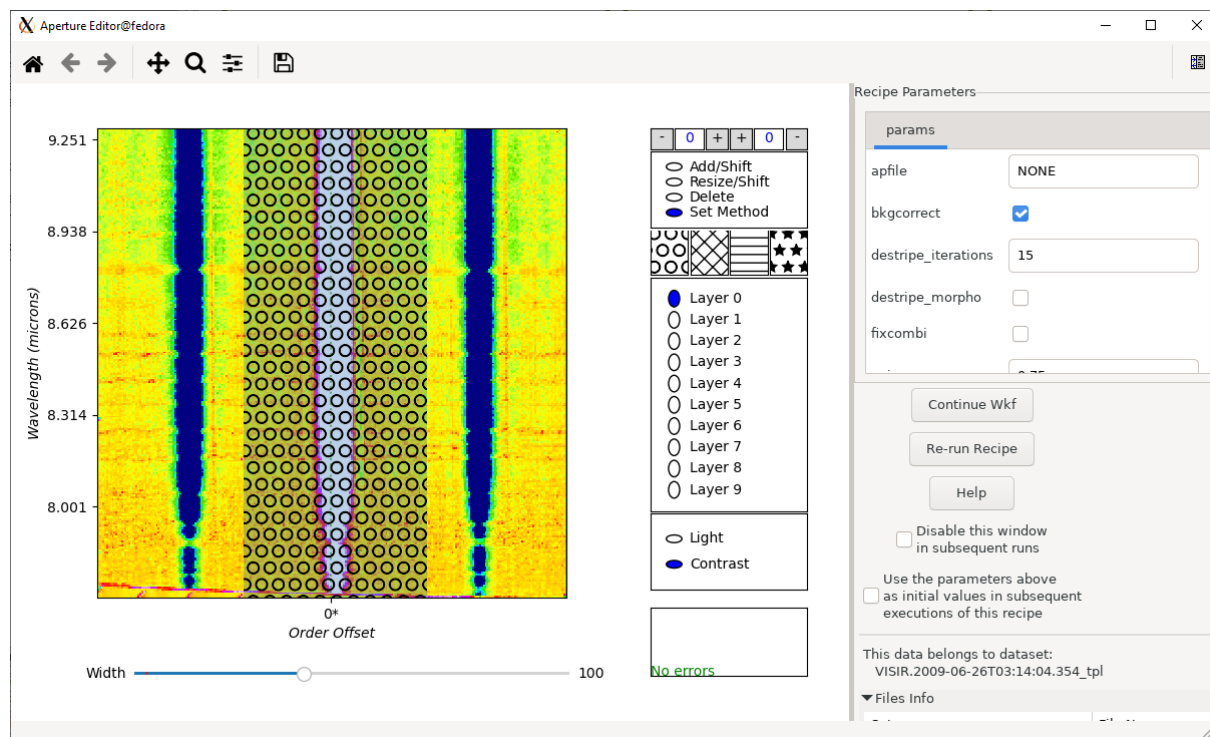 Aperture Editor@fedora
Recipe Parameters
params
apfile NONE
bkgcorrect
destripe_iterations 15
destripe_morpho
fixcombi
Continue Wkf
Re-run Recipe
Help
Disable this window
in subsequent runs
Use the parameters above
as initial values in subsequent
executions of this recipe
This data belongs to dataset:
VISIR.2009-06-26T03:14:04.354_tpl
Files Info
- 0 + + 0 -
Add/Shift
Resize/Shift
Delete
Set Method
Layer 0
Layer 1
Layer 2
Layer 3
Layer 4
Layer 5
Layer 6
Layer 7
Layer 8
Layer 9
Light
Contrast
No errors
9.251
8.938
8.626
8.314
8.001
Wavelength (microns)
0*
Order Offset
Width 100